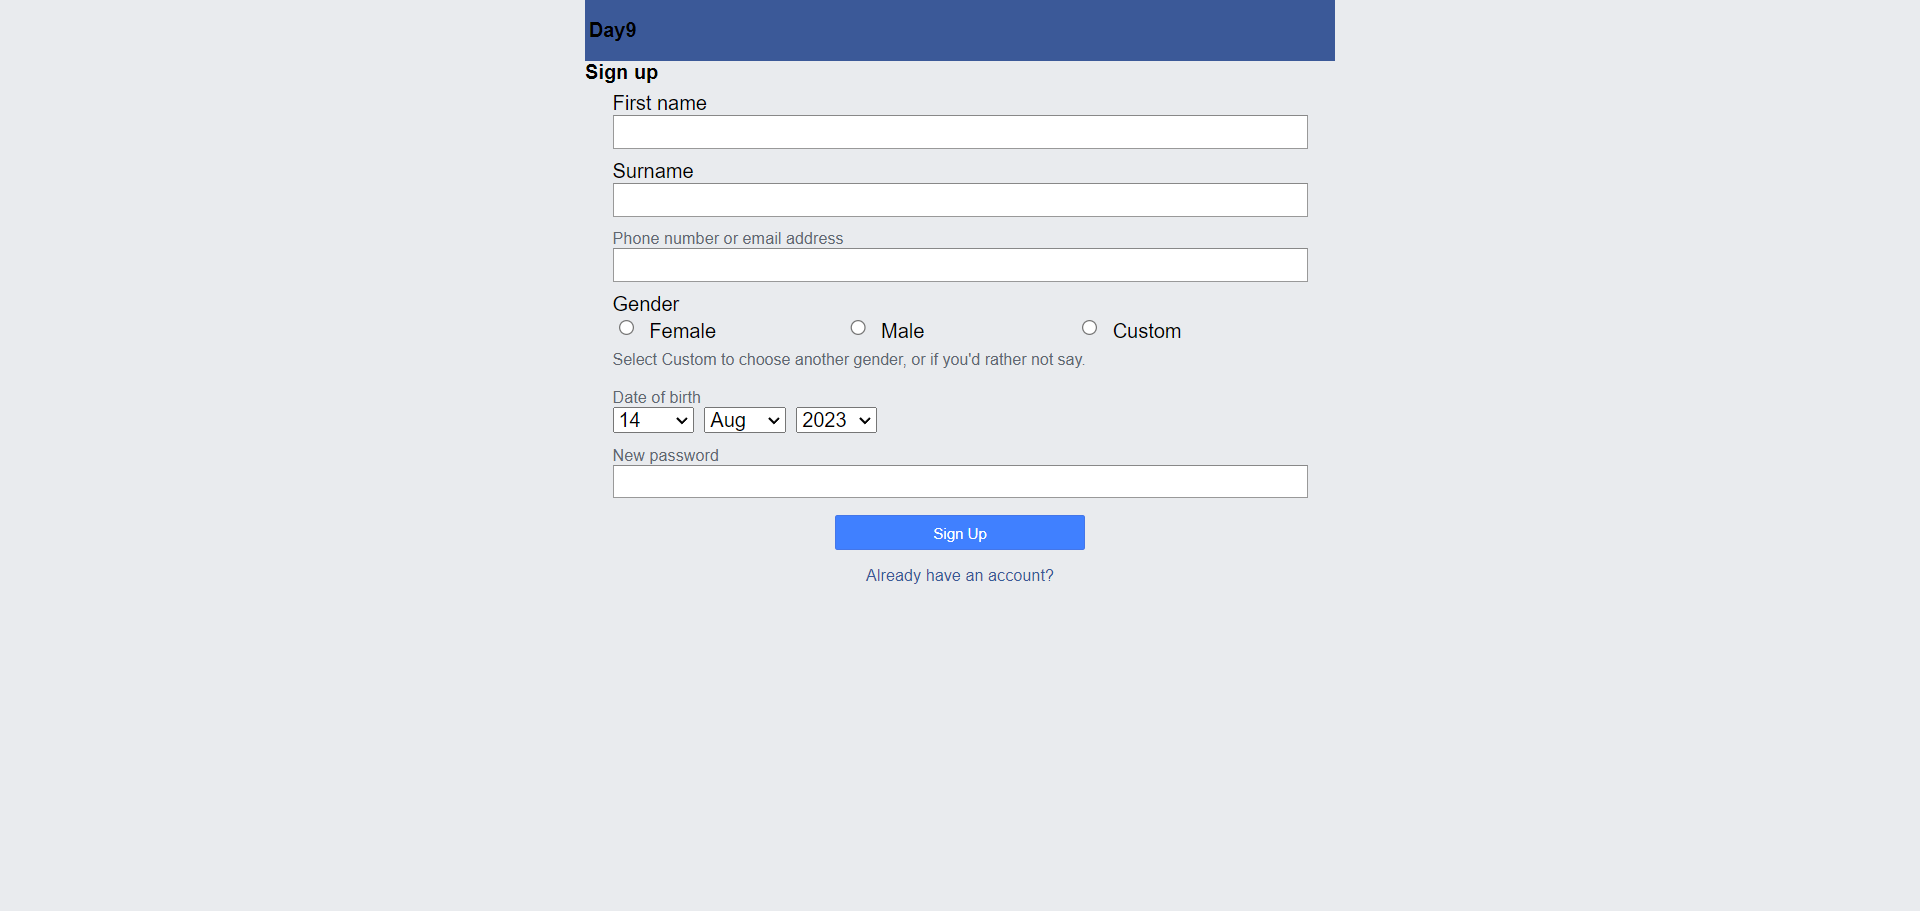 Day9
Sign up
First name
Surname
Phone number or email address
Gender
Female Male Custom
Select Custom to choose another gender, or if you'd rather not say.
Date of birth
14 Aug 2023
New password
Sign Up
Already have an account?